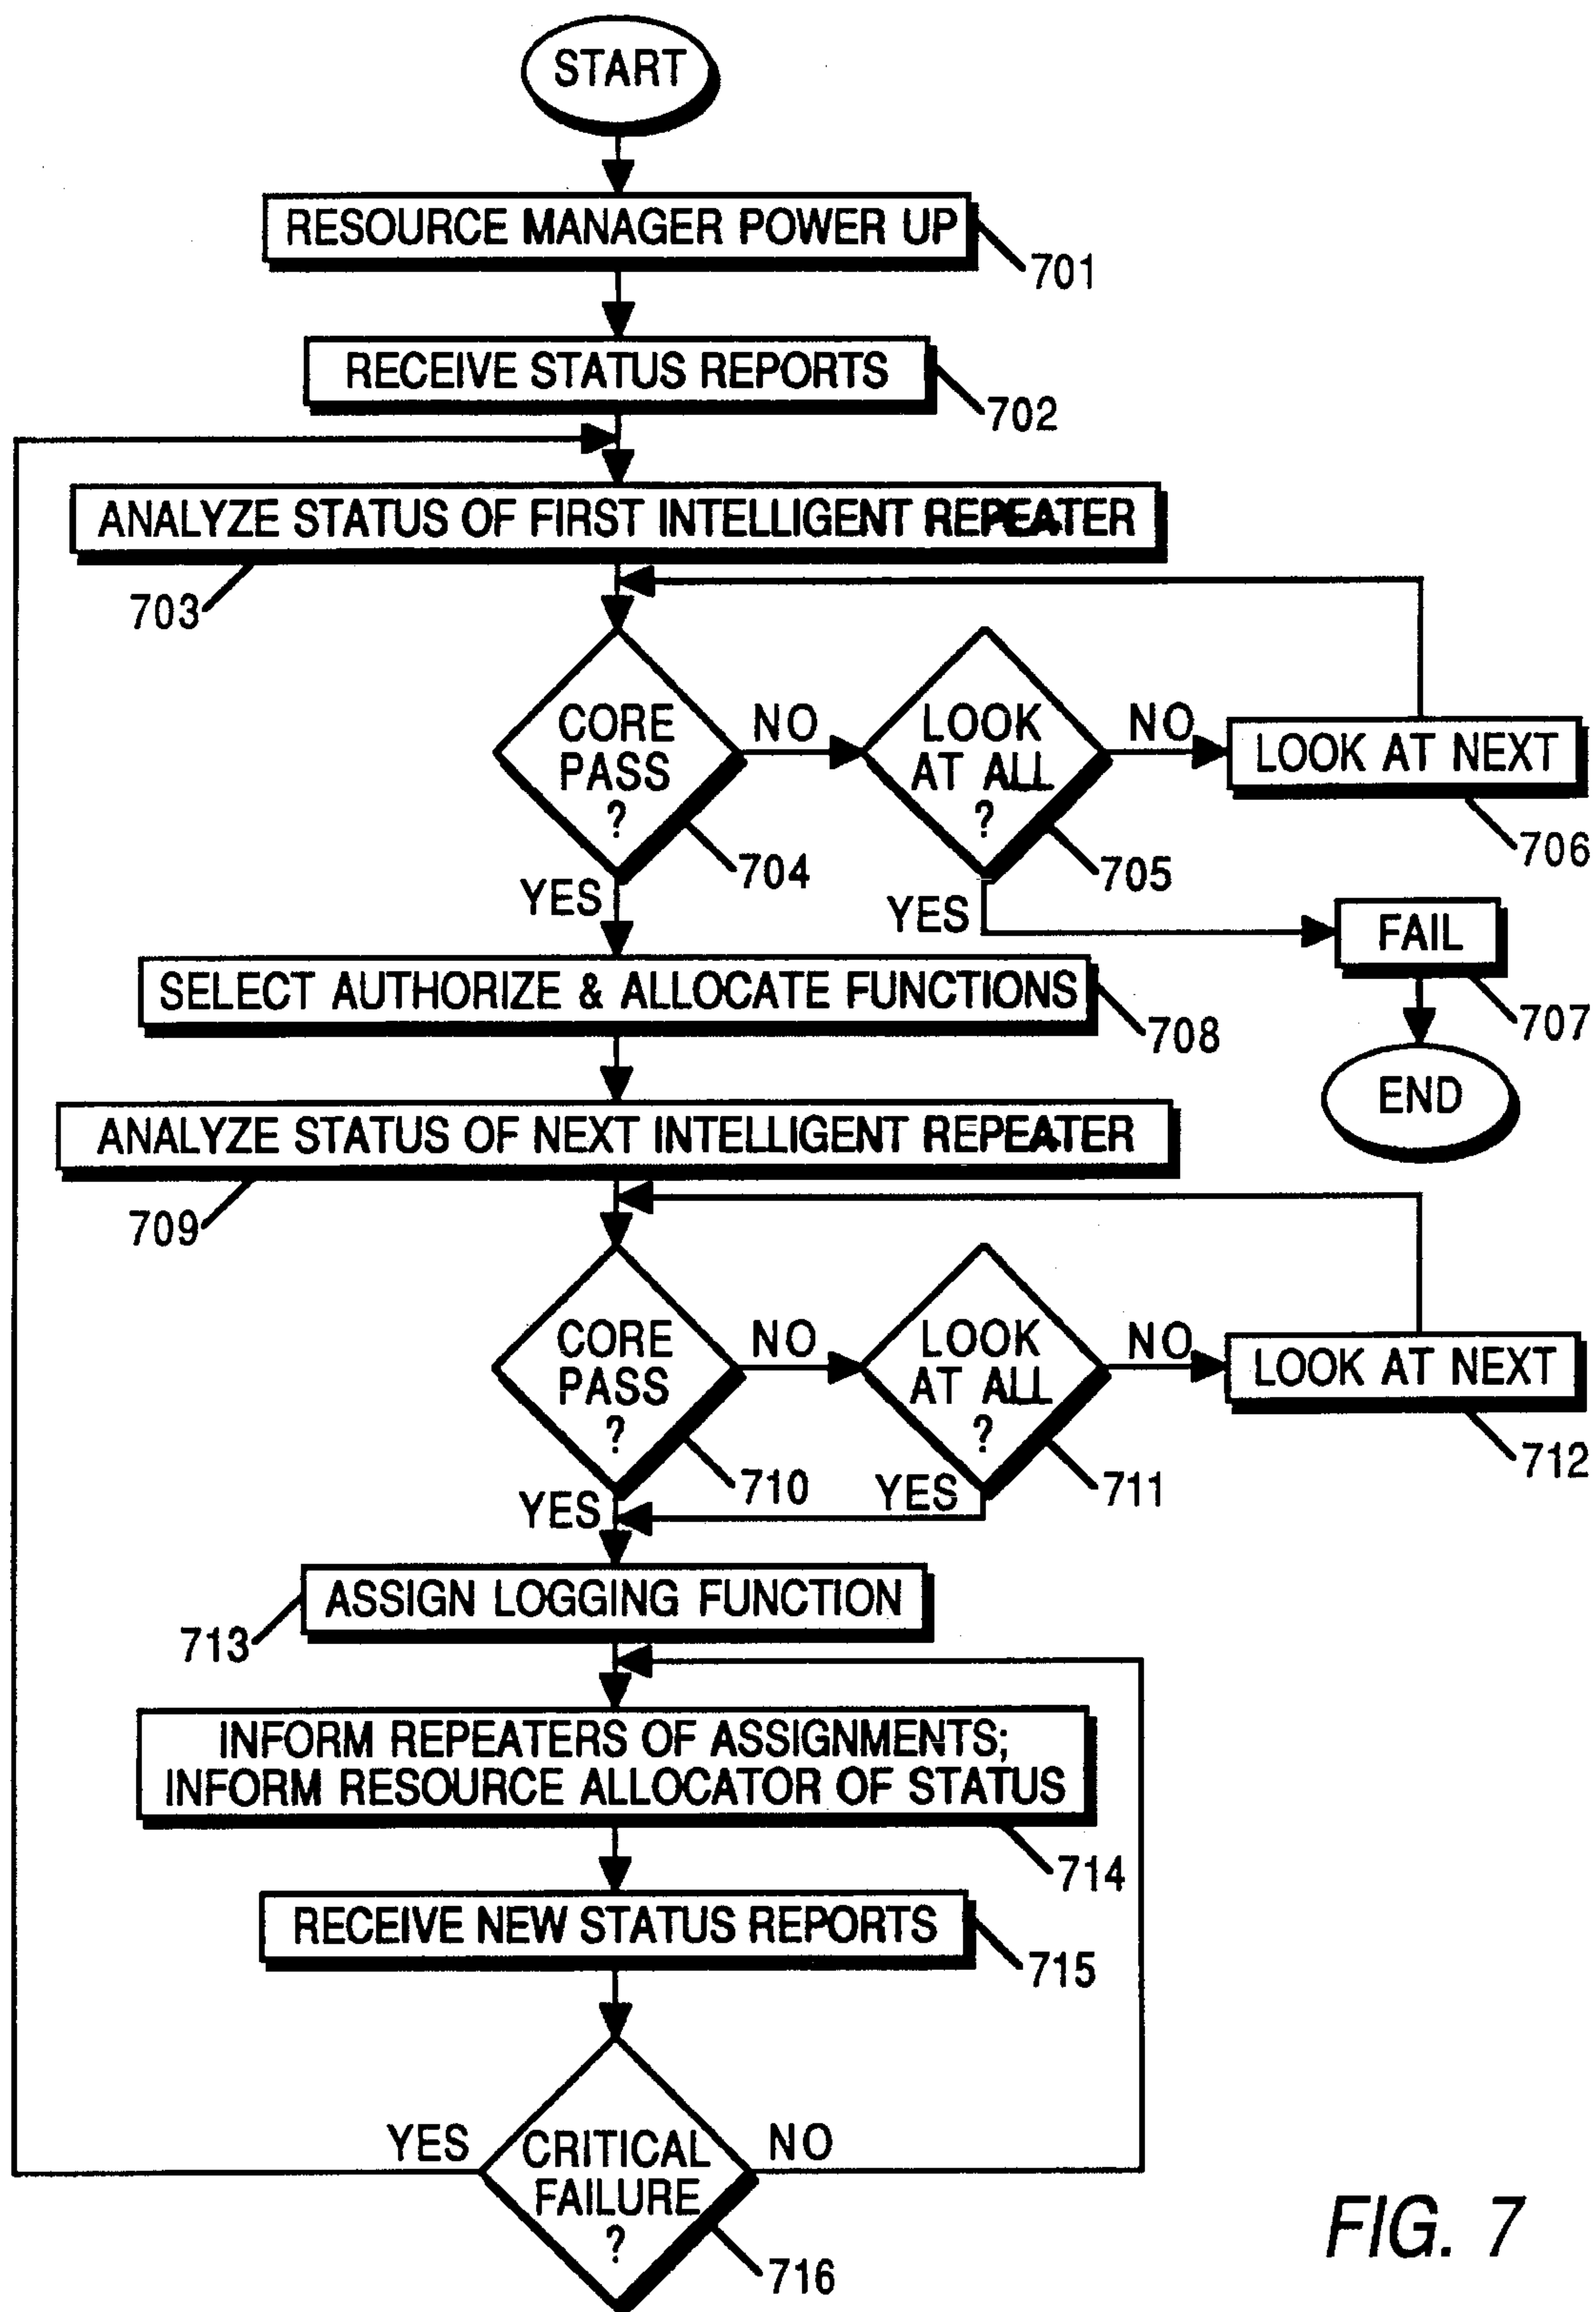 START
RESOURCE MANAGER POWER UP
701
RECEIVE STATUS REPORTS
702
ANALYZE STATUS OF FIRST INTELLIGENT REPEATER
703
CORE
PASS
?
704
NO
LOOK
AT ALL
?
705
NO
LOOK AT NEXT
706
YES
YES
FAIL
707
END
SELECT AUTHORIZE & ALLOCATE FUNCTIONS
708
ANALYZE STATUS OF NEXT INTELLIGENT REPEATER
709
CORE
PASS
?
710
NO
LOOK
AT ALL
?
711
NO
LOOK AT NEXT
712
YES
YES
ASSIGN LOGGING FUNCTION
713
INFORM REPEATERS OF ASSIGNMENTS;
INFORM RESOURCE ALLOCATOR OF STATUS
714
RECEIVE NEW STATUS REPORTS
715
YES
CRITICAL
FAILURE
?
716
NO
FIG. 7